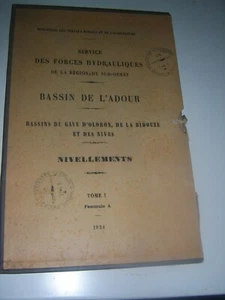 SERVICE
DES FORCES HYDRAULIQUES
DE LA RÉGION DU SUD-OUEST
BASSIN DE L'ADOUR
BASSINS DU GAVE D'OLORON, DE LA BIDOUZE
ET DES NIVES
NIVELLEMENTS
TOME I
Fascicule A